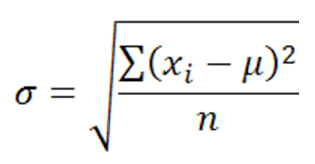 σ = √(∑(xᵢ − μ)² / n)